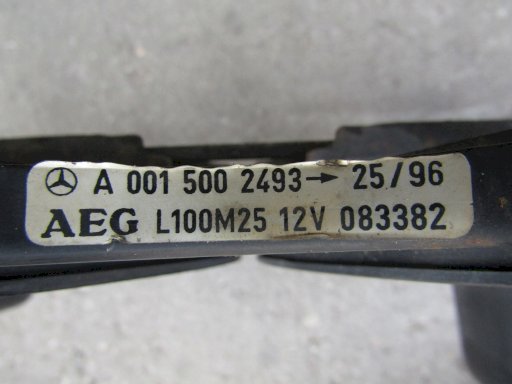 A 001 500 2493→ 25/96
AEG L100M25 12V 083382